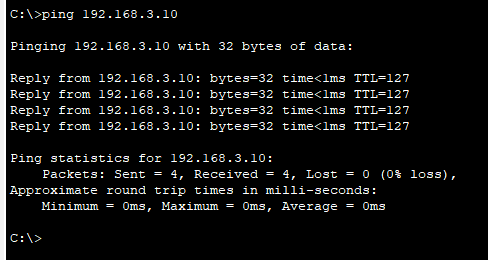 C:\>ping 192.168.3.10
Pinging 192.168.3.10 with 32 bytes of data:
Reply from 192.168.3.10: bytes=32 time<1ms TTL=127
Reply from 192.168.3.10: bytes=32 time<1ms TTL=127
Reply from 192.168.3.10: bytes=32 time<1ms TTL=127
Reply from 192.168.3.10: bytes=32 time<1ms TTL=127
Ping statistics for 192.168.3.10:
Packets: Sent = 4, Received = 4, Lost = 0 (0% loss),
Approximate round trip times in milli-seconds:
Minimum = 0ms, Maximum = 0ms, Average = 0ms
C:\>